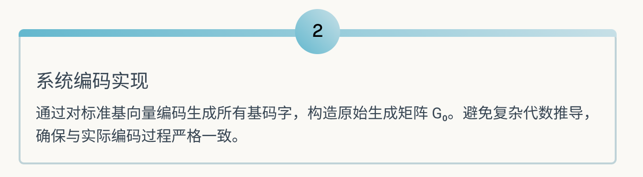 2
系统编码实现
通过对标准基向量编码生成所有基码字，构造原始生成矩阵 G₀。避免复杂代数推导，
确保与实际编码过程严格一致。